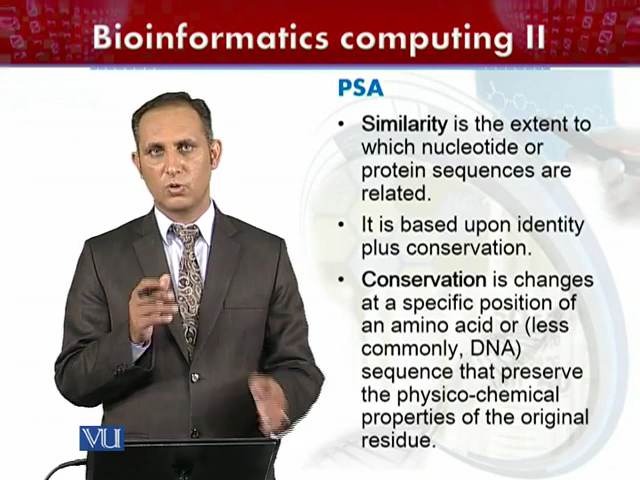 Bioinformatics computing II
PSA
• Similarity is the extent to
which nucleotide or
protein sequences are
related.
• It is based upon identity
plus conservation.
• Conservation is changes
at a specific position of
an amino acid or (less
commonly, DNA)
sequence that preserve
the physico-chemical
properties of the original
residue.
VU